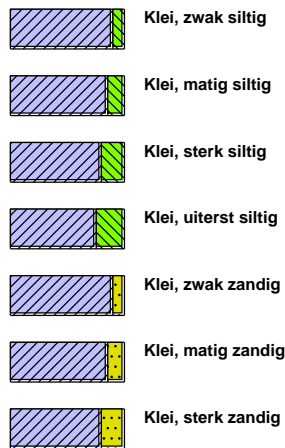 Klei, zwak siltig
Klei, matig siltig
Klei, sterk siltig
Klei, uiterst siltig
Klei, zwak zandig
Klei, matig zandig
Klei, sterk zandig